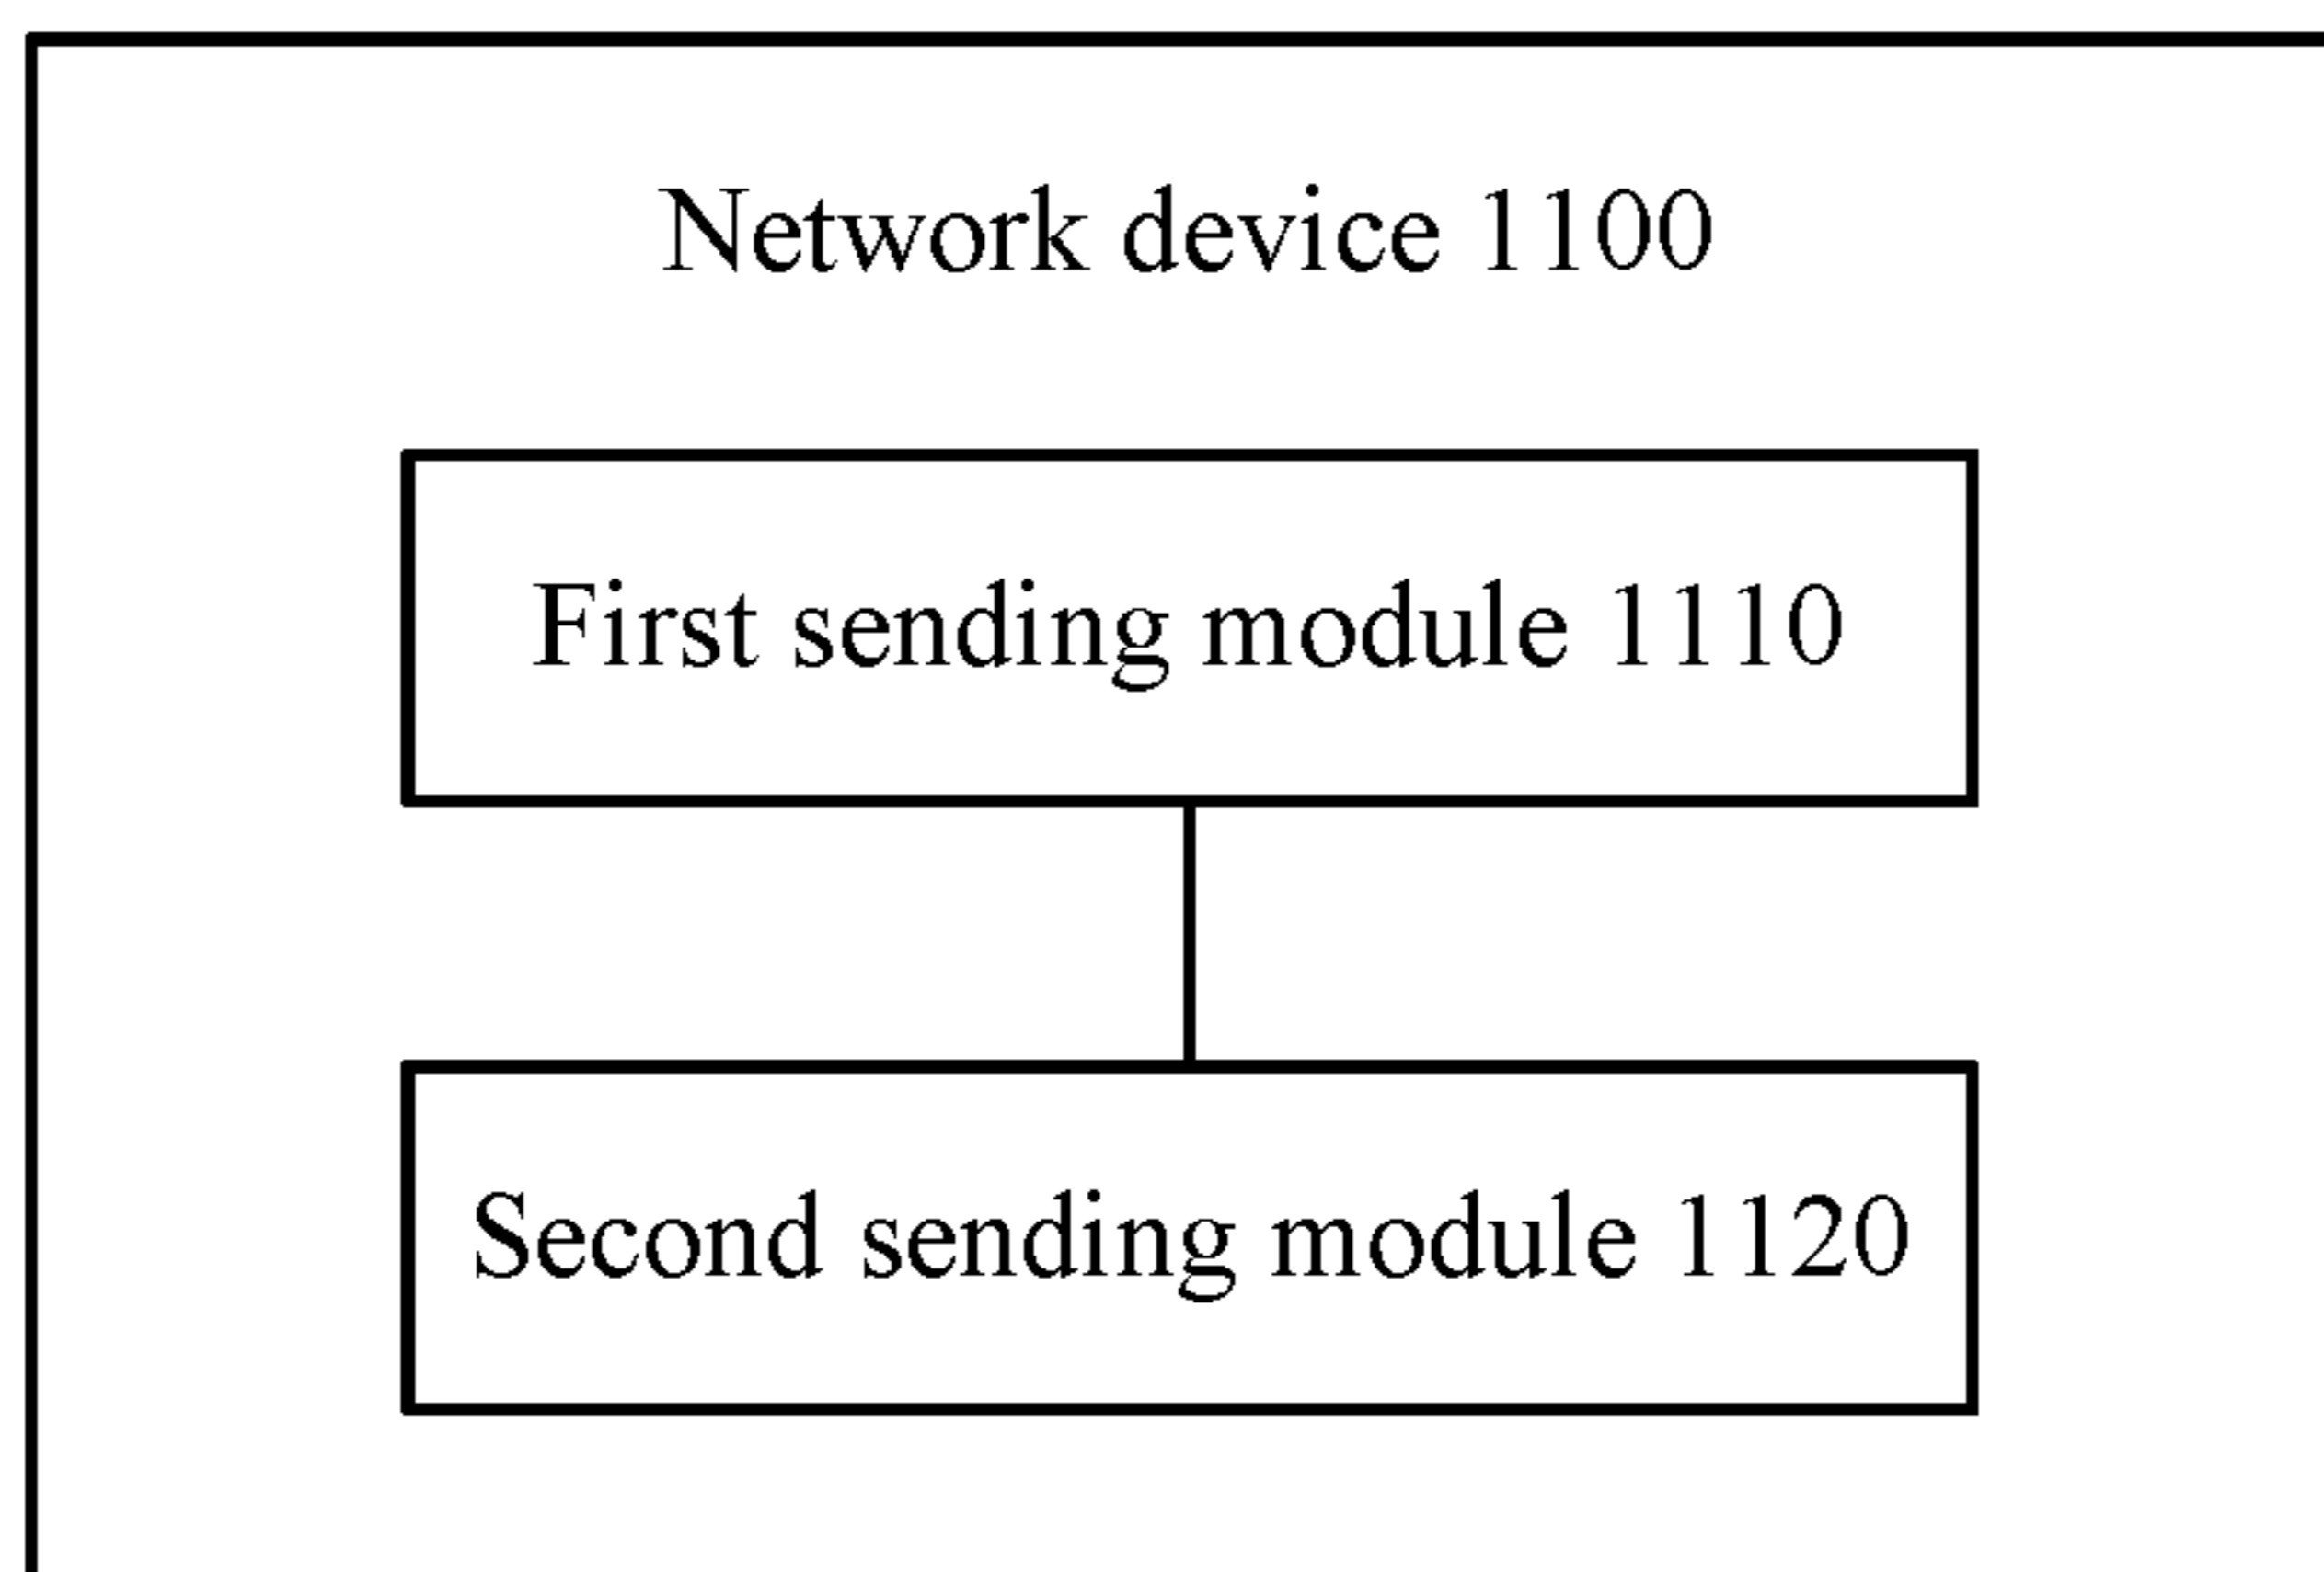 Network device 1100
First sending module 1110
Second sending module 1120